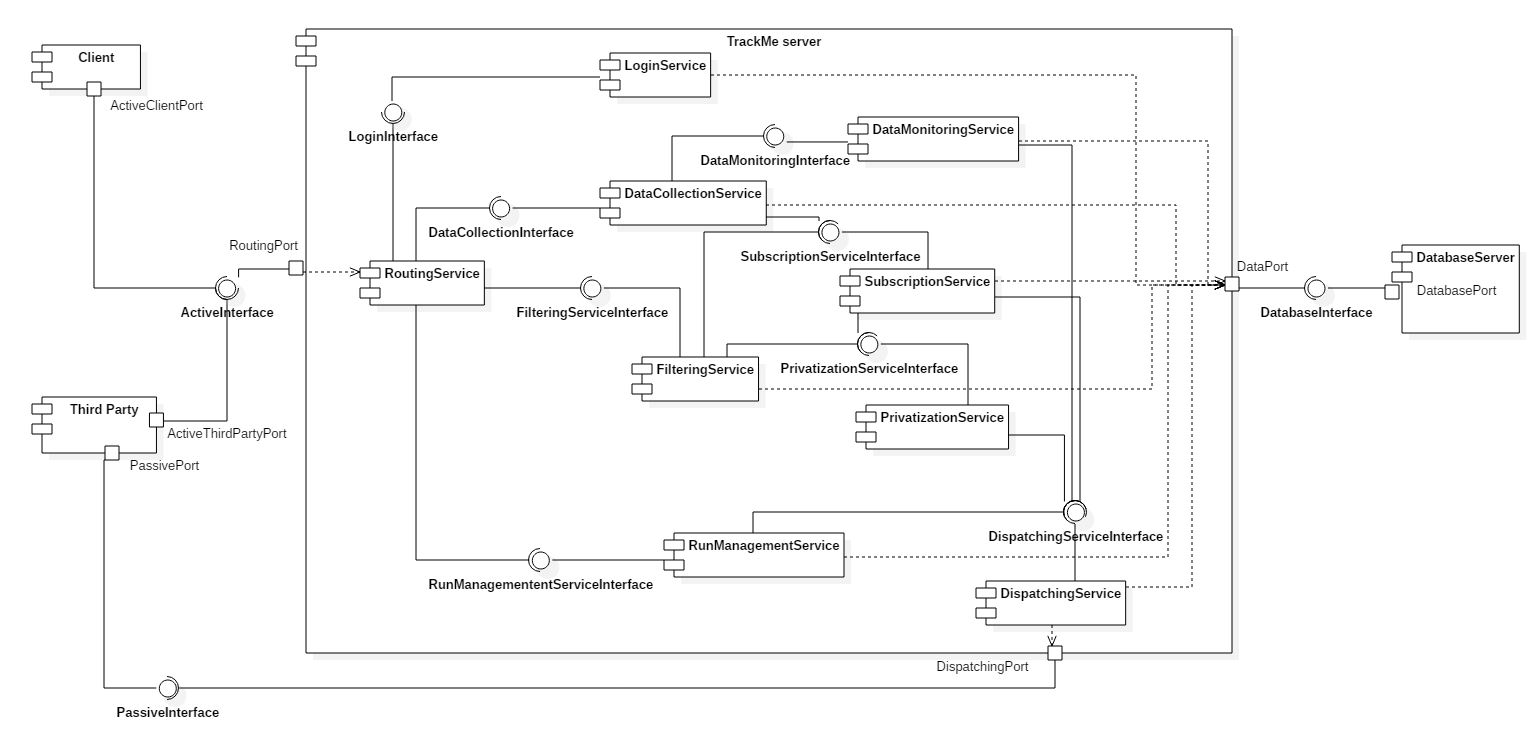 TrackMe server
Client
LoginService
ActiveClientPort
LoginInterface
DataMonitoringService
DataMonitoringInterface
DataCollectionService
DataCollectionInterface
RoutingPort
SubscriptionServiceInterface
DataPort
DatabaseServer
RoutingService
SubscriptionService
DatabasePort
ActiveInterface
FilteringServiceInterface
DatabaseInterface
FilteringService
PrivatizationServiceInterface
Third Party
PrivatizationService
ActiveThirdPartyPort
PassivePort
DispatchingServiceInterface
RunManagementService
RunManagemententServiceInterface
DispatchingService
DispatchingPort
PassiveInterface